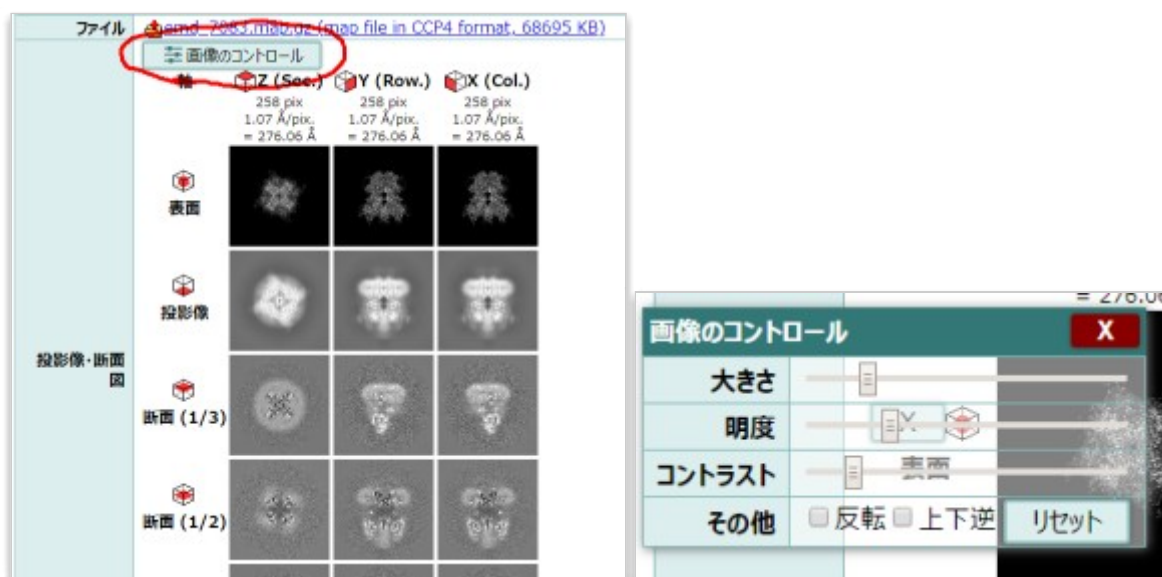 ファイル
emd_7083.map.gz (map file in CCP4 format, 68695 KB)
画像のコントロール
軸 Z (Sec.) Y (Row.) X (Col.)
258 pix 258 pix 258 pix
1.07 Å/pix. 1.07 Å/pix. 1.07 Å/pix.
= 276.06 Å = 276.06 Å = 276.06 Å
表面
投影像
投影像・断面
図
断面 (1/3)
断面 (1/2)
= 276.06
画像のコントロール X
大きさ
明度
X
コントラスト
表面
その他 反転 上下逆 リセット